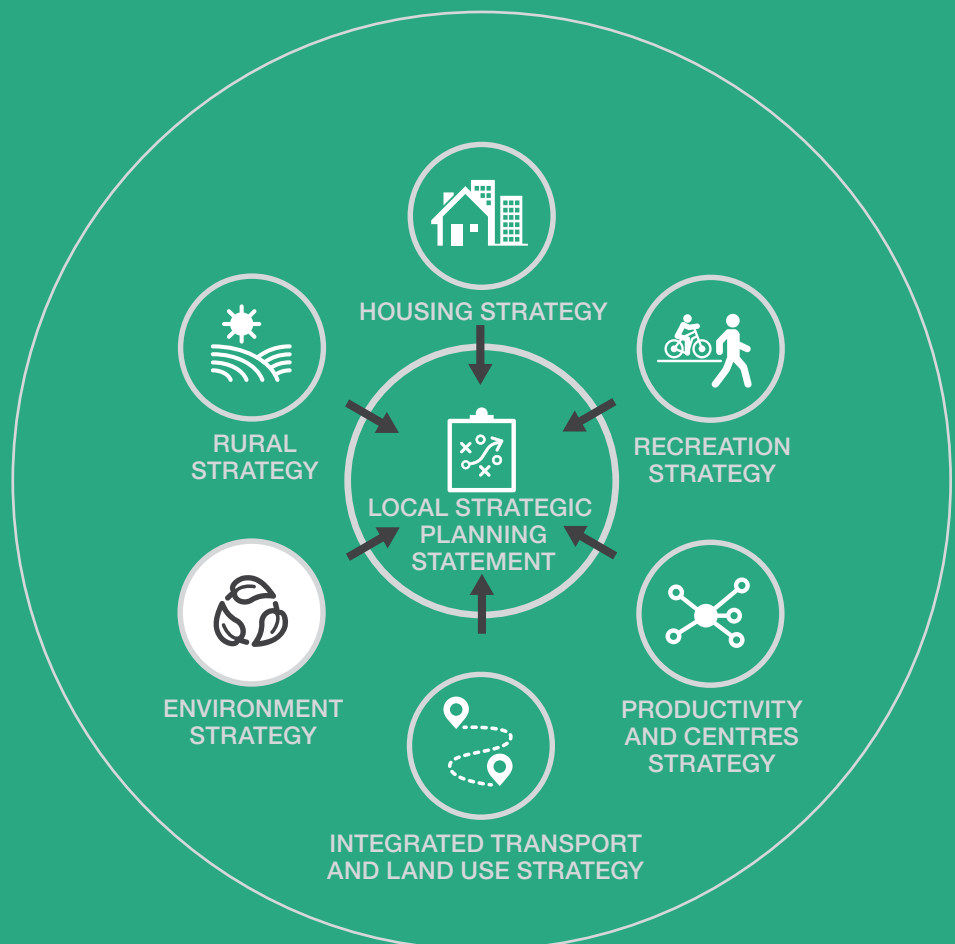 HOUSING STRATEGY
RURAL
STRATEGY
RECREATION
STRATEGY
LOCAL STRATEGIC
PLANNING
STATEMENT
ENVIRONMENT
STRATEGY
PRODUCTIVITY
AND CENTRES
STRATEGY
INTEGRATED TRANSPORT
AND LAND USE STRATEGY